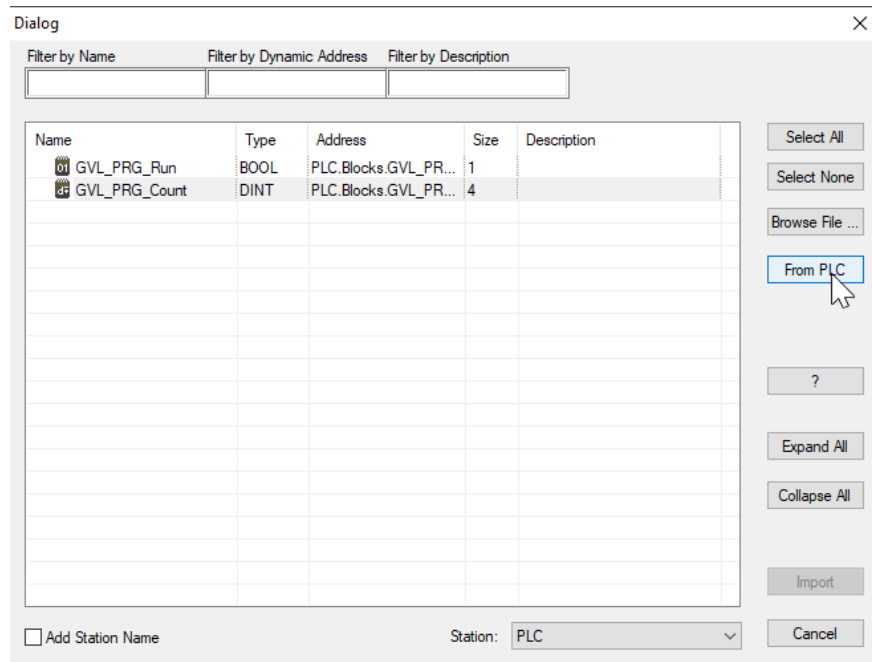 Dialog
Filter by Name Filter by Dynamic Address Filter by Description
Name Type Address Size Description
GVL_PRG_Run BOOL PLC.Blocks.GVL_PR... 1
GVL_PRG_Count DINT PLC.Blocks.GVL_PR... 4
Select All
Select None
Browse File ...
From PLC
?
Expand All
Collapse All
Import
Add Station Name Station: PLC Cancel